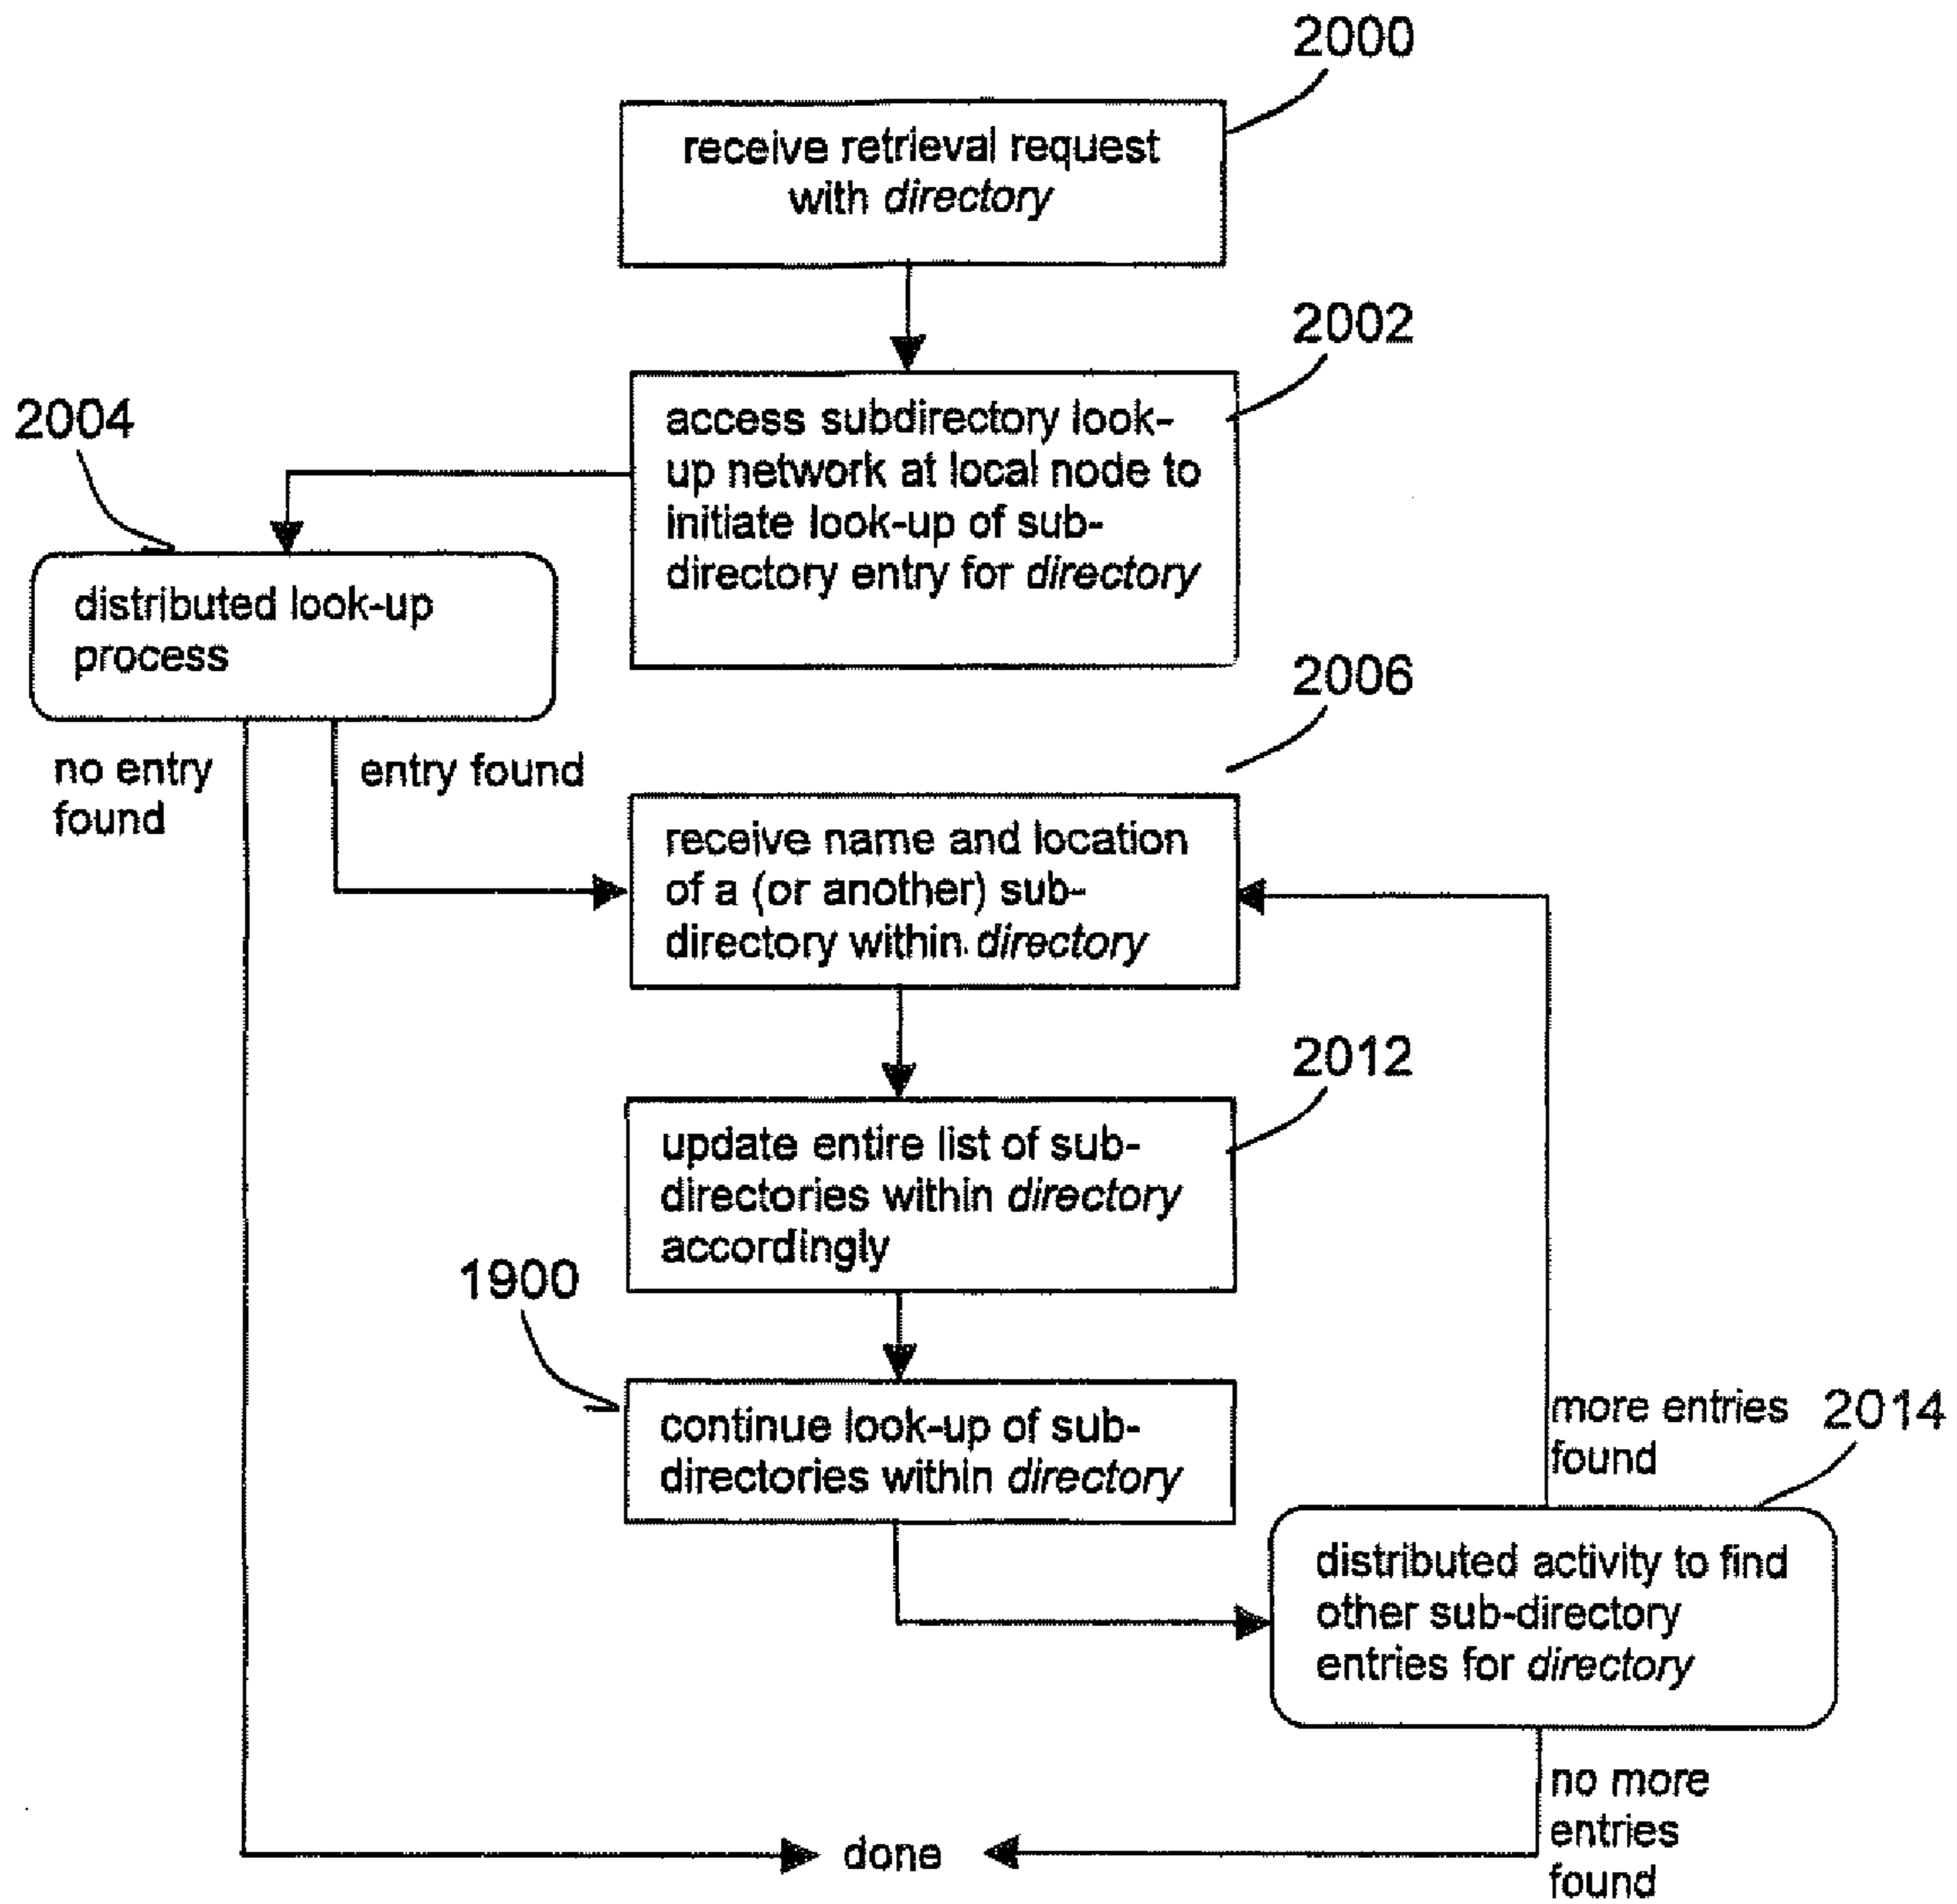 2000
receive retrieval request
with directory
2002
access subdirectory look-
up network at local node to
initiate look-up of sub-
directory entry for directory
2004
distributed look-up
process
no entry
found
entry found
2006
receive name and location
of a (or another) sub-
directory within directory
2012
update entire list of sub-
directories within directory
accordingly
1900
continue look-up of sub-
directories within directory
more entries
found
2014
distributed activity to find
other sub-directory
entries for directory
no more
entries
found
done